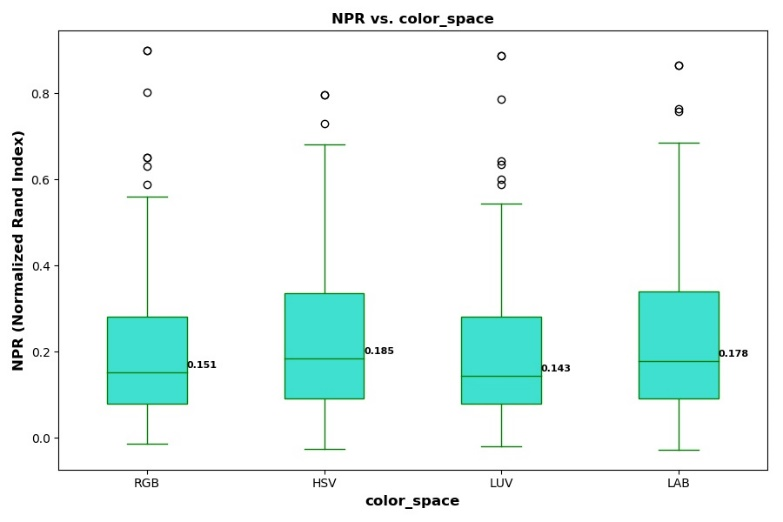 NPR vs. color_space
NPR (Normalized Rand Index)
0.8
0.6
0.4
0.2
0.0
0.151
0.185
0.143
0.178
RGB
HSV
LUV
LAB
color_space